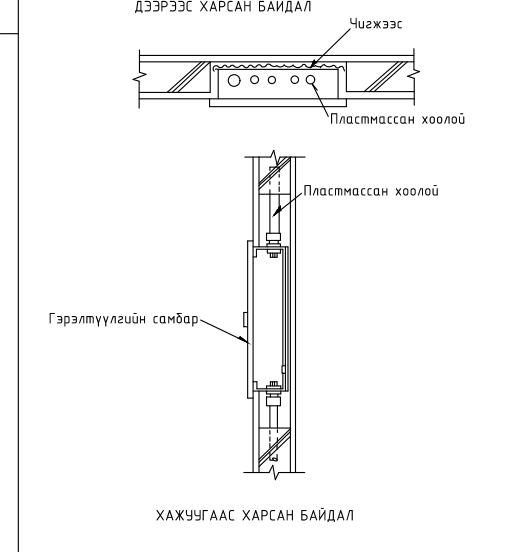 ДЭЭРЭЭС ХАРСАН БАЙДАЛ
Чигжээс
Пластмассан хоолой
Пластмассан хоолой
Гэрэлтүүлгийн самбар
ХАЖУУГААС ХАРСАН БАЙДАЛ